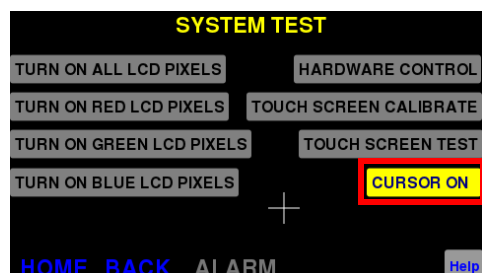 SYSTEM TEST
TURN ON ALL LCD PIXELS
HARDWARE CONTROL
TURN ON RED LCD PIXELS
TOUCH SCREEN CALIBRATE
TURN ON GREEN LCD PIXELS
TOUCH SCREEN TEST
TURN ON BLUE LCD PIXELS
CURSOR ON
HOME BACK ALARM Help